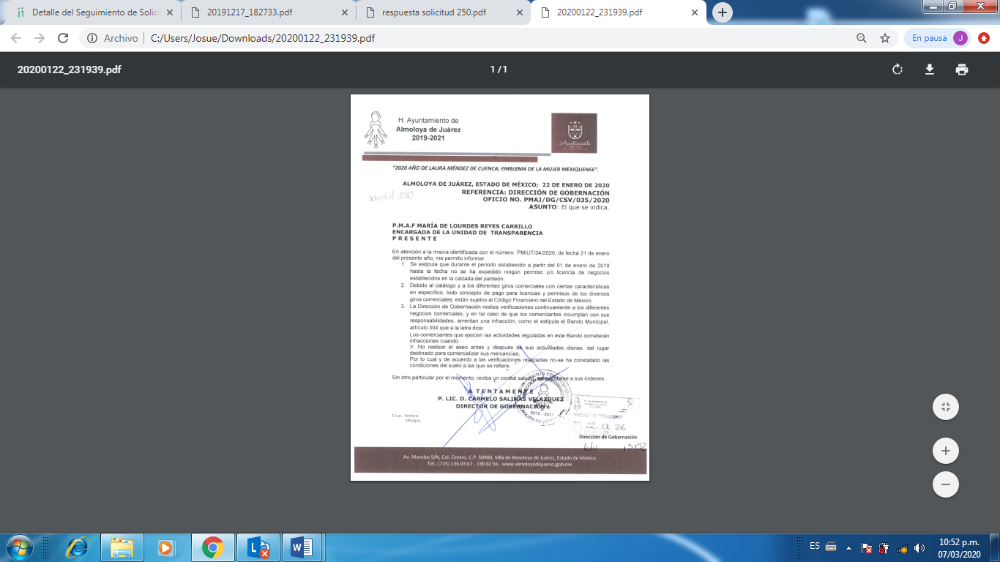 Detalle del Seguimiento de Solici
20191217_182733.pdf
respuesta solicitud 250.pdf
20200122_231939.pdf
Archivo
C:/Users/Josue/Downloads/20200122_231939.pdf
En pausa
J
20200122_231939.pdf
1 / 1
H. Ayuntamiento de
Almoloya de Juárez
2019-2021
Ayuntamiento
"2020 AÑO DE LAURA MÉNDEZ DE CUENCA; EMBLEMA DE LA MUJER MEXIQUENSE".
ALMOLOYA DE JUÁREZ, ESTADO DE MÉXICO; 22 DE ENERO DE 2020
solicitud 250
REFERENCIA: DIRECCIÓN DE GOBERNACIÓN
OFICIO NO. PMAJ/DG/CSV/035/2020
ASUNTO: El que se indica.
P.M.A.F MARÍA DE LOURDES REYES CARRILLO
ENCARGADA DE LA UNIDAD DE TRANSPARENCIA
P R E S E N T E
En atención a la misiva identificada con el número PM/UT/34/2020, de fecha 21 de enero
del presente año, me permito informar.
1. Se estipula que durante el periodo establecido a partir del 01 de enero de 2019
hasta la fecha no se ha expedido ningún permiso y/o licencia de negocios
establecidos en la calzada del panteón.
2. Debido al catálogo y a los diferentes giros comerciales con ciertas características
en específico, todo concepto de pago para licencias y permisos de los diversos
giros comerciales, están sujetos al Código Financiero del Estado de México.
3. La Dirección de Gobernación realiza verificaciones continuamente a los diferentes
negocios comerciales, y en tal caso de que los comerciantes incumplan con sus
responsabilidades, ameritan una infracción, como el estipula el Bando Municipal,
artículo 304 que a la letra dice:
Los comerciantes que ejercen las actividades reguladas en este Bando cometerán
infracciones cuando:
V. No realizar el aseo antes y después de sus actividades diarias, del lugar
destinado para comercializar sus mercancías;
Por lo cual y de acuerdo a las verificaciones realizadas no-se ha constatado las
condiciones del suelo a las que se refiere.
Sin otro particular por el momento, reciba un cordial saludo, a sus órdenes.
A T E N T A M E N T E
P. LIC. D. CARMELO SALINAS VELAZQUEZ
DIRECTOR DE GOBERNACIÓN
2019 - 2021
ALMOLOYA DE JUÁREZ
C.c.p.- Archivo.
CSV/gra.
Dirección de Gobernación
Av. Morelos S/N, Col. Centro, C.P. 50900, Villa de Almoloya de Juárez, Estado de México
Tel.: (725) 136 03 67 - 136 02 56 - www.almoloyadejuarez.gob.mx
ES
10:52 p.m.
07/03/2020